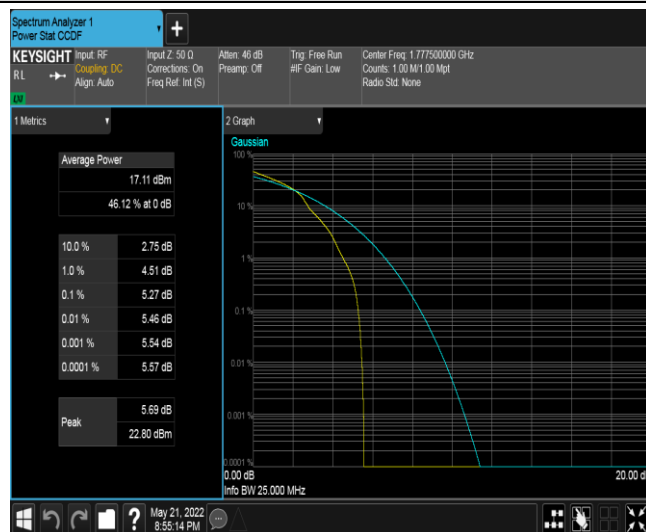 Spectrum Analyzer 1
Power Stat CCDF
+
KEYSIGHT
Input: RF
Coupling: DC
Align: Auto
Input Z: 50 Ω
Corrections: On
Freq Ref: Int (S)
Atten: 46 dB
Preamp: Off
Trig: Free Run
#IF Gain: Low
Center Freq: 1.777500000 GHz
Counts: 1.00 M/1.00 Mpt
Radio Std: None
RL
1 Metrics
Average Power
17.11 dBm
46.12 % at 0 dB
10.0 % 2.75 dB
1.0 % 4.51 dB
0.1 % 5.27 dB
0.01 % 5.46 dB
0.001 % 5.54 dB
0.0001 % 5.57 dB
Peak
5.69 dB
22.80 dBm
2 Graph
Gaussian
100 %
10 %
1 %
0.1 %
0.01 %
0.001 %
0.0001 %
0.00 dB
20.00 d
Info BW 25.000 MHz
?
May 21, 2022
8:55:14 PM